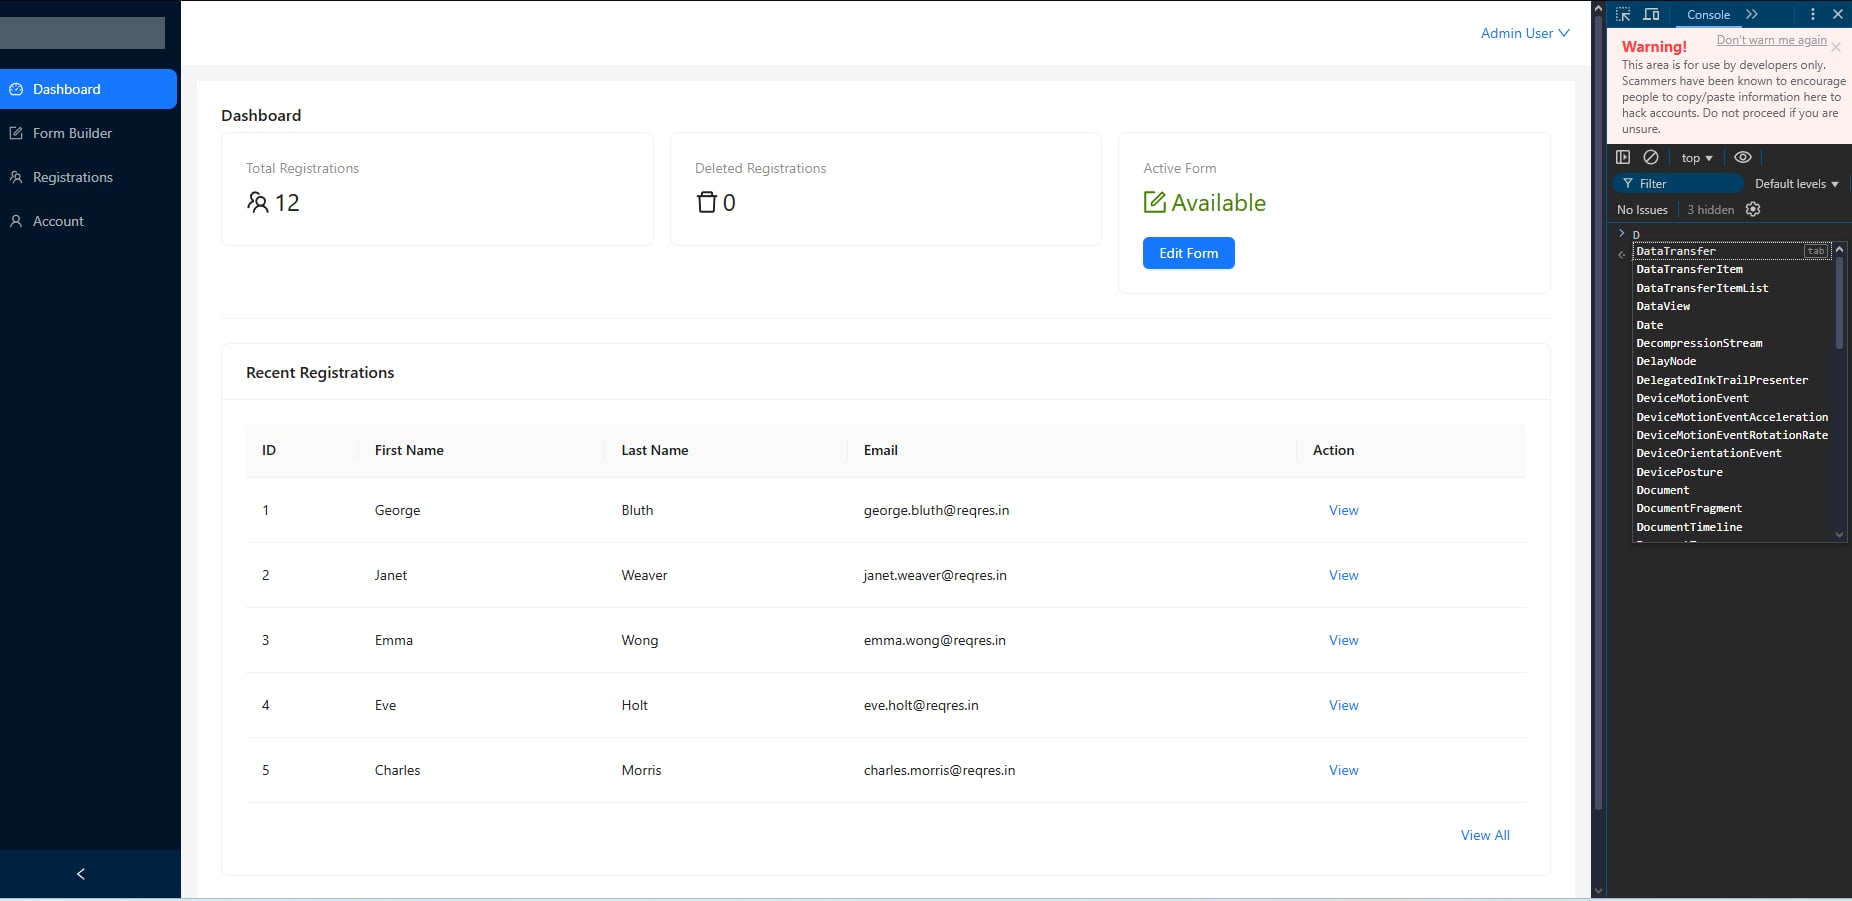 Dashboard
Form Builder
Registrations
Account
Admin User
Dashboard
Total Registrations
12
Deleted Registrations
0
Active Form
Available
Edit Form
Recent Registrations
ID First Name Last Name Email Action
1 George Bluth george.bluth@reqres.in View
2 Janet Weaver janet.weaver@reqres.in View
3 Emma Wong emma.wong@reqres.in View
4 Eve Holt eve.holt@reqres.in View
5 Charles Morris charles.morris@reqres.in View
View All
Console
Warning! Don't warn me again
This area is for use by developers only.
Scammers have been known to encourage
people to copy/paste information here to
hack accounts. Do not proceed if you are
unsure.
top
Filter Default levels
No Issues 3 hidden
D
DataTransfer tab
DataTransferItem
DataTransferItemList
DataView
Date
DecompressionStream
DelayNode
DelegatedInkTrailPresenter
DeviceMotionEvent
DeviceMotionEventAcceleration
DeviceMotionEventRotationRate
DeviceOrientationEvent
DevicePosture
Document
DocumentFragment
DocumentTimeline